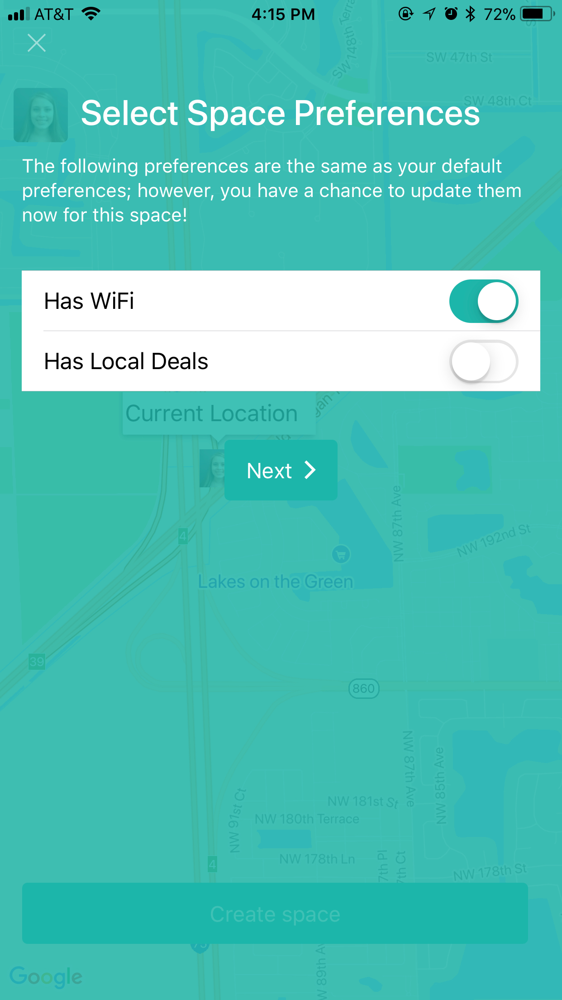 AT&T 4:15 PM 72%
SW 148th Terra
SW 47th St
SW 48th Ct
Select Space Preferences
The following preferences are the same as your default
preferences; however, you have a chance to update them
now for this space!
Has WiFi
Has Local Deals
Current Location
Next
NW 87th Ave
4
NW 192nd St
Lakes on the Green
39
860
NW 87th Ave
NW 85th Ave
NW 91st Ct
NW 181st St
NW 180th Terrace
NW 178th Ln
7th Pl
7th Ct
4
NW 178th St
Create space
75
W 89th Av
Google